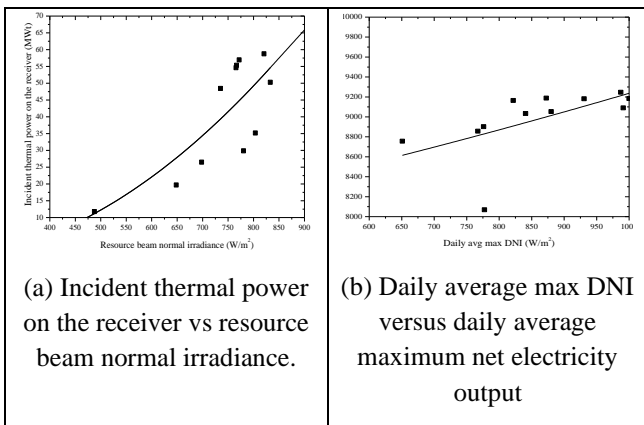 70
65
60
55
50
45
40
35
30
25
20
15
10
Incident thermal power on the receiver (MWt)
400 450 500 550 600 650 700 750 800 850 900
Resource beam normal irradiance (W/m²)
(a) Incident thermal power
on the receiver vs resource
beam normal irradiance.
10000
9800
9600
9400
9200
9000
8800
8600
8400
8200
8000
600 650 700 750 800 850 900 950 1000
Daily avg max DNI (W/m²)
(b) Daily average max DNI
versus daily average
maximum net electricity
output